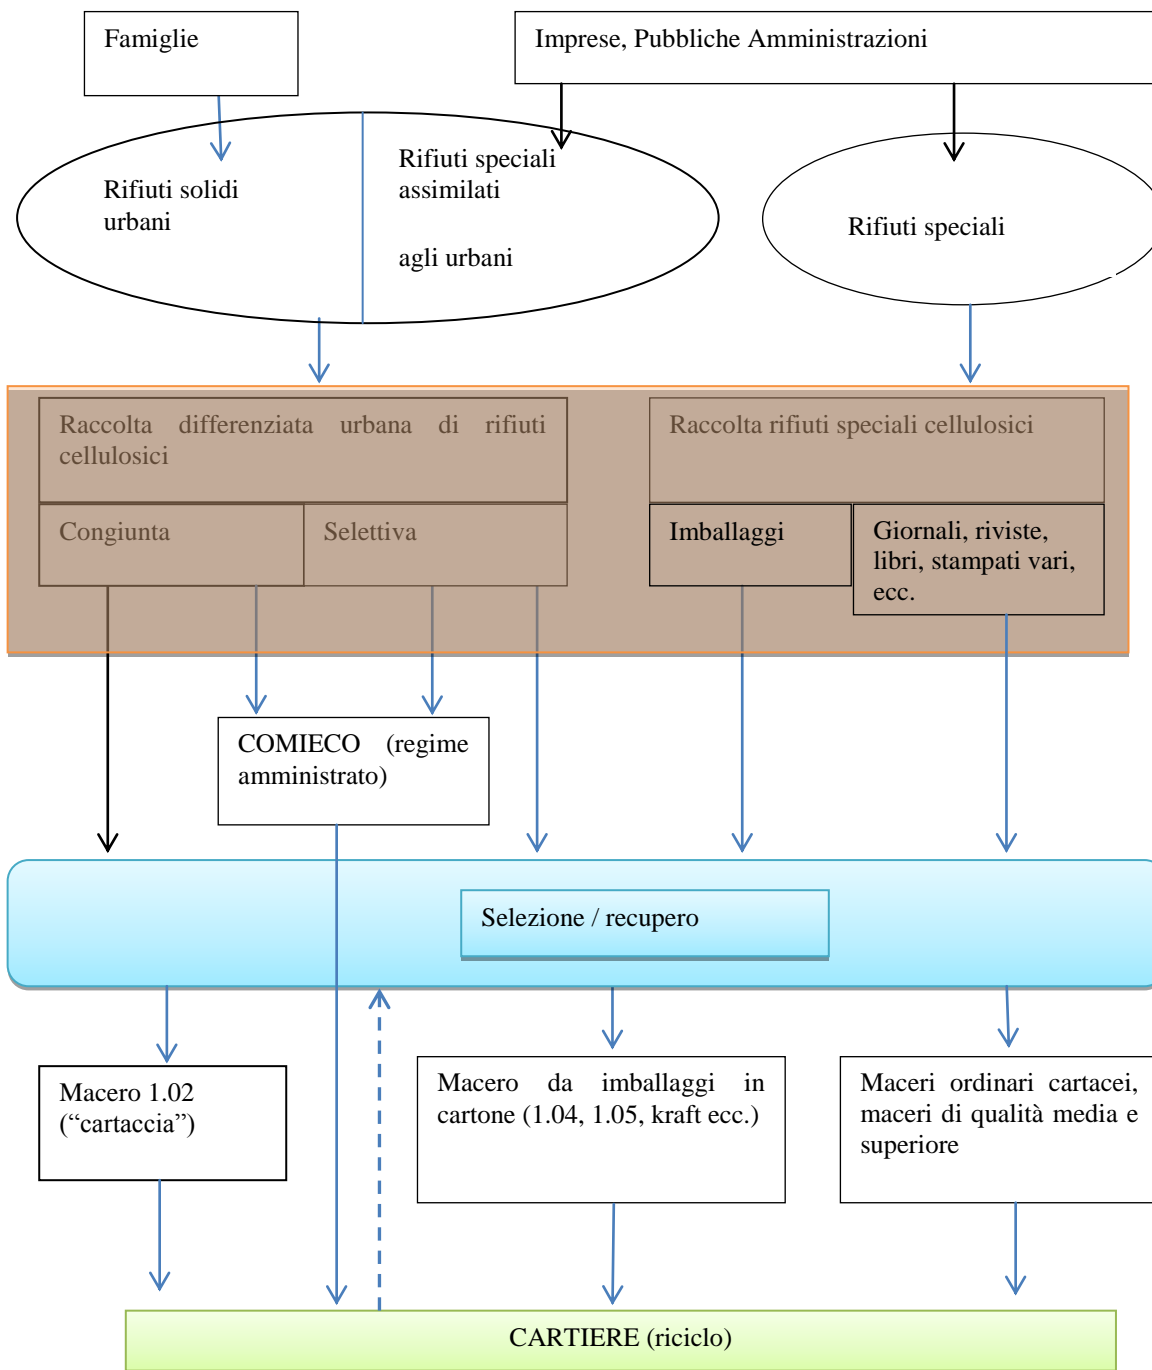 Famiglie
Imprese, Pubbliche Amministrazioni
Rifiuti solidi
urbani
Rifiuti speciali
assimilati
agli urbani
Rifiuti speciali
Raccolta differenziata urbana di rifiuti
cellulosici
Raccolta rifiuti speciali cellulosici
Congiunta
Selettiva
Imballaggi
Giornali, riviste,
libri, stampati vari,
ecc.
COMIECO (regime
amministrato)
Selezione / recupero
Macero 1.02
(“cartaccia”)
Macero da imballaggi in
cartone (1.04, 1.05, kraft ecc.)
Maceri ordinari cartacei,
maceri di qualità media e
superiore
CARTIERE (riciclo)